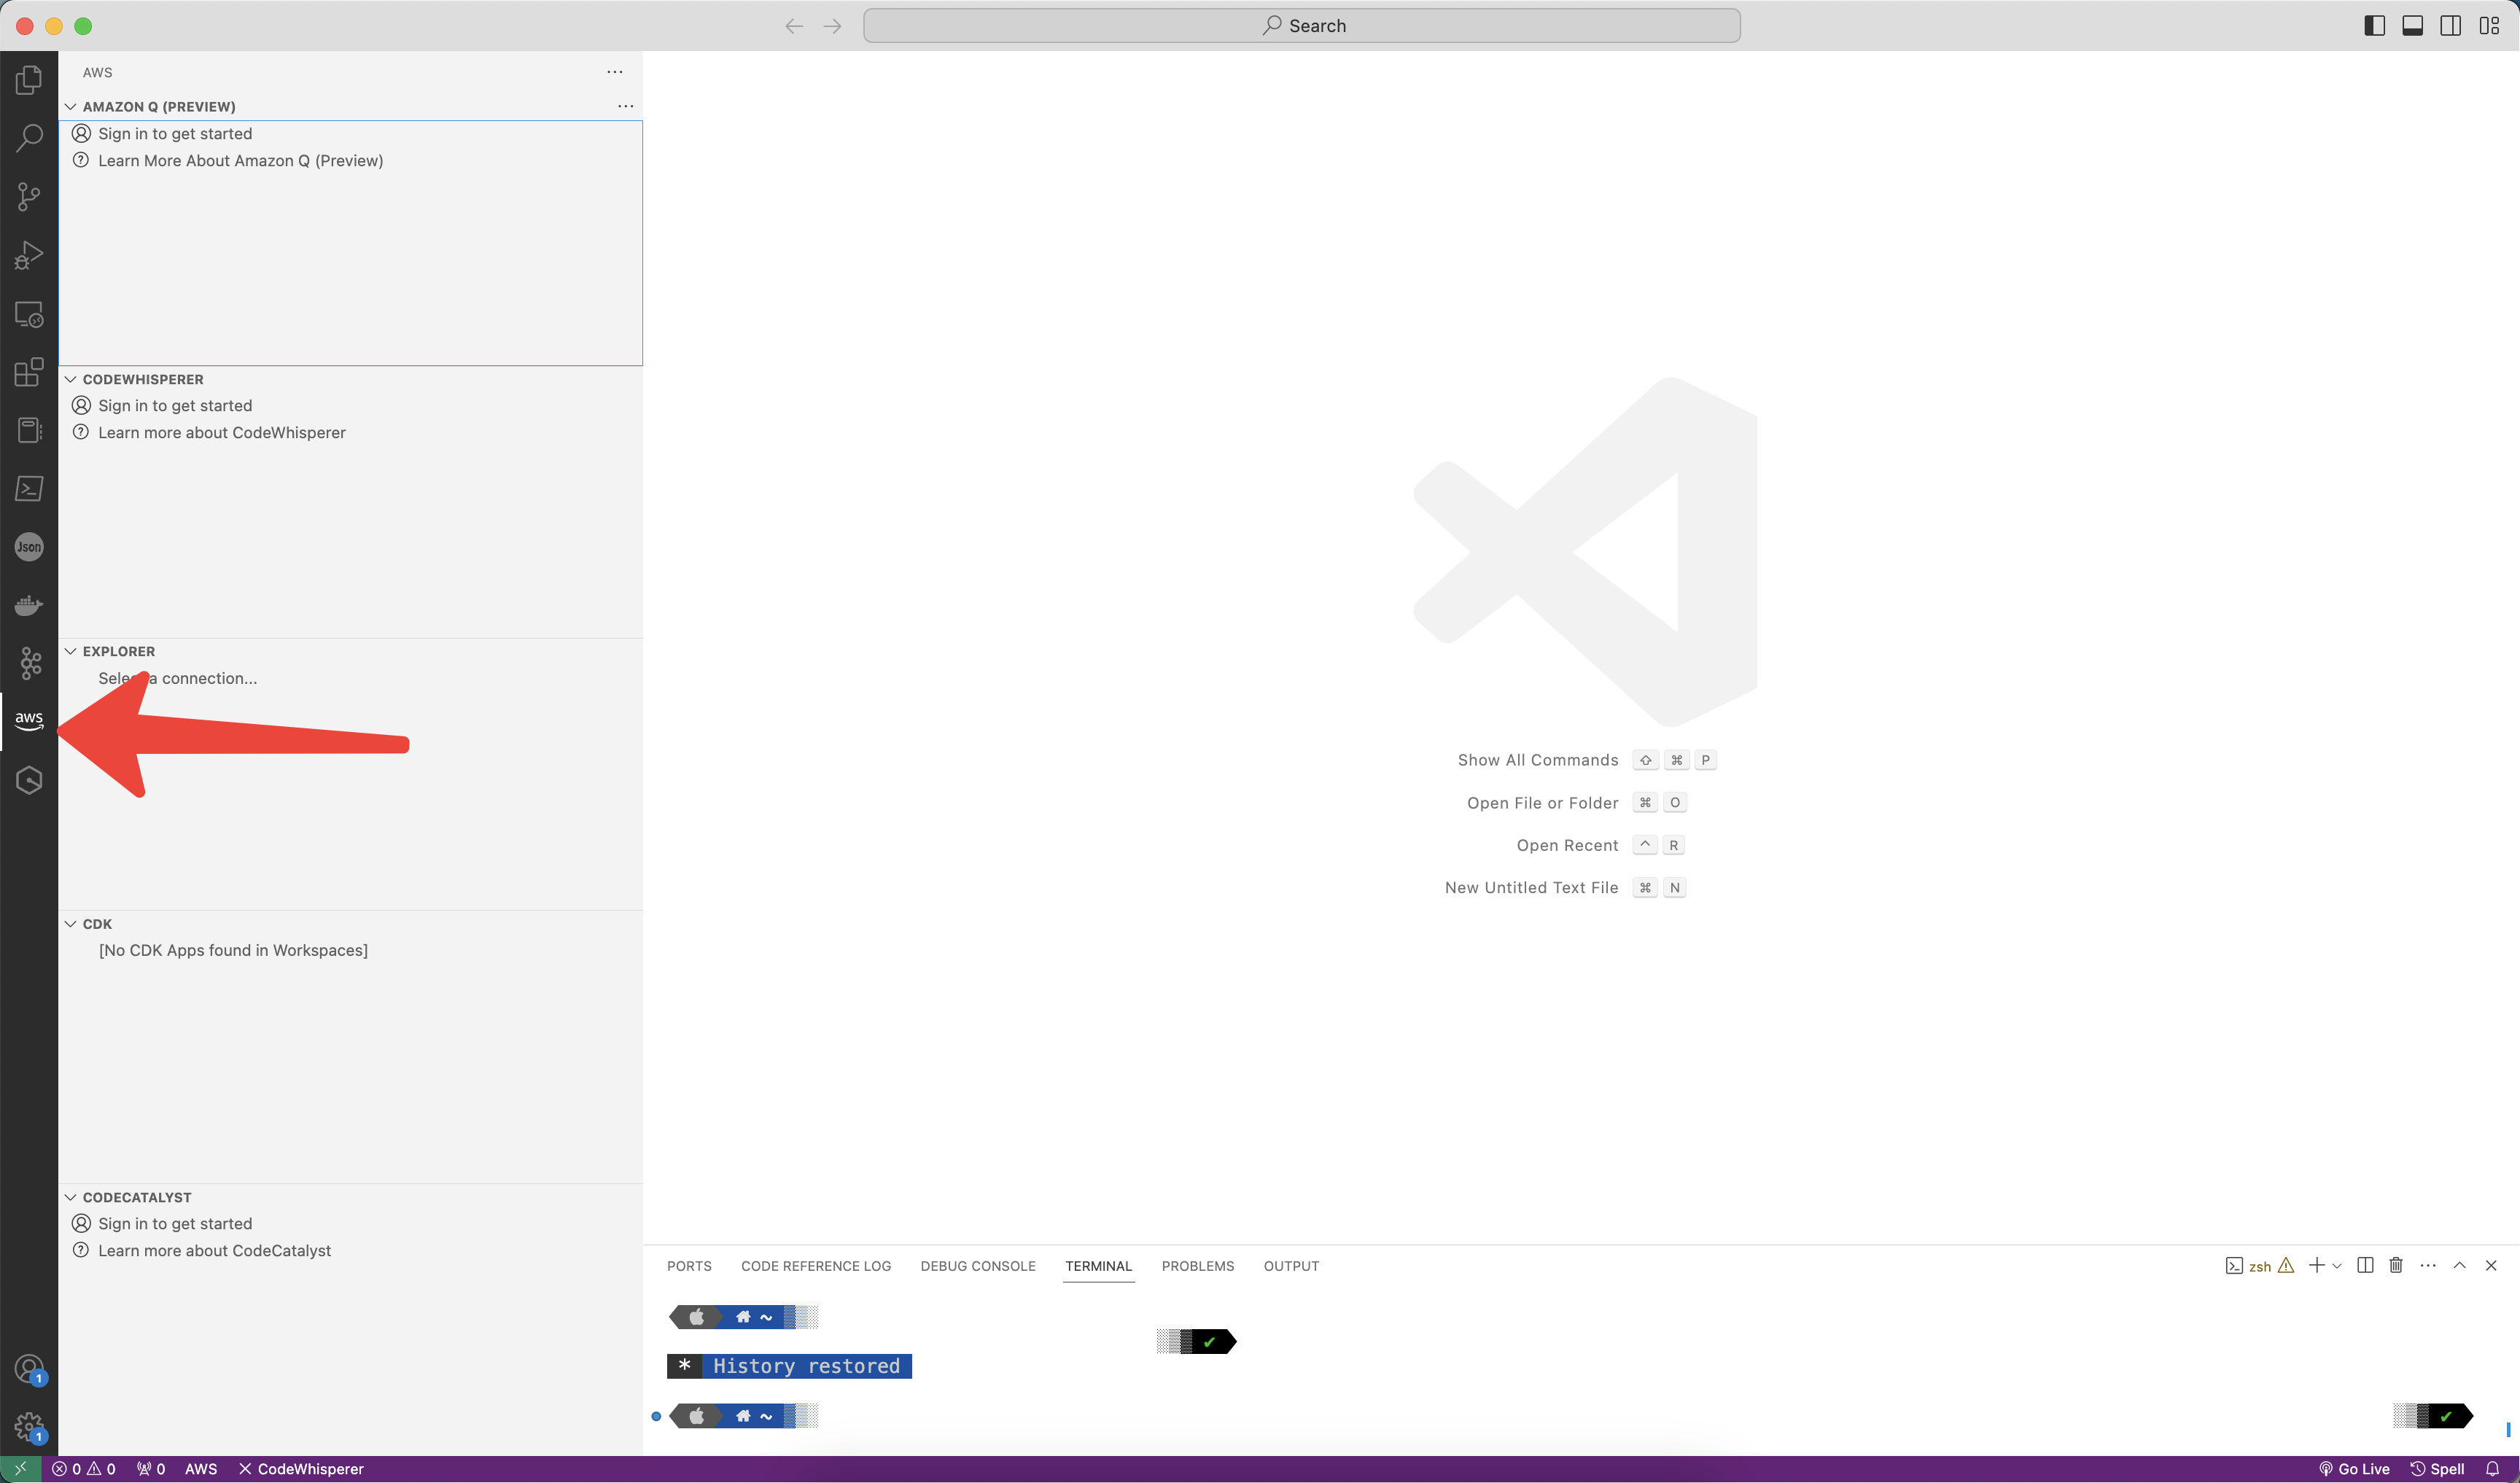 Search
AWS
AMAZON Q (PREVIEW)
Sign in to get started
Learn More About Amazon Q (Preview)
CODEWHISPERER
Sign in to get started
Learn more about CodeWhisperer
Json
EXPLORER
a connection...
aws
Show All Commands ⇧ ⌘ P
Open File or Folder ⌘ O
Open Recent ^ R
New Untitled Text File ⌘ N
CDK
[No CDK Apps found in Workspaces]
CODECATALYST
Sign in to get started
Learn more about CodeCatalyst
PORTS CODE REFERENCE LOG DEBUG CONSOLE TERMINAL PROBLEMS OUTPUT zsh
~
* History restored
~
1
1
0 0 0 AWS CodeWhisperer Go Live Spell